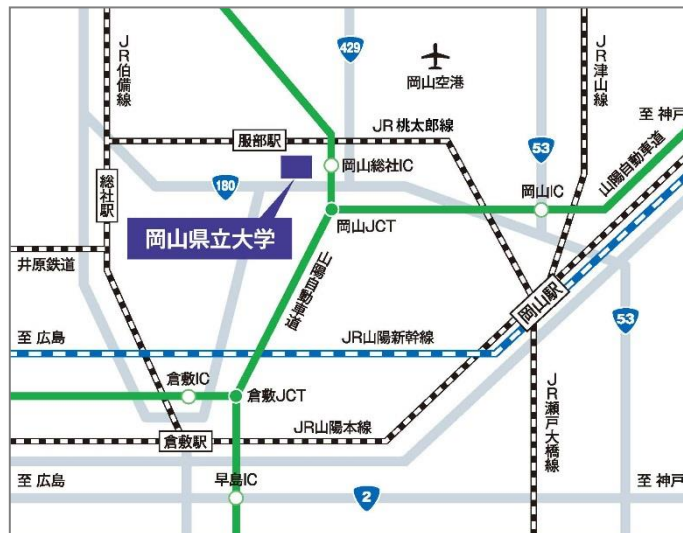 JR伯備線
429
岡山空港
JR津山線
至 神戸
服部駅
JR桃太郎線
53
山陽自動車道
岡山総社IC
総社駅
180
岡山IC
岡山県立大学
岡山JCT
井原鉄道
山陽自動車道
岡山駅
至 広島
JR山陽新幹線
53
倉敷IC
倉敷JCT
JR瀬戸大橋線
JR山陽本線
倉敷駅
至 広島
早島IC
2
至 神戸